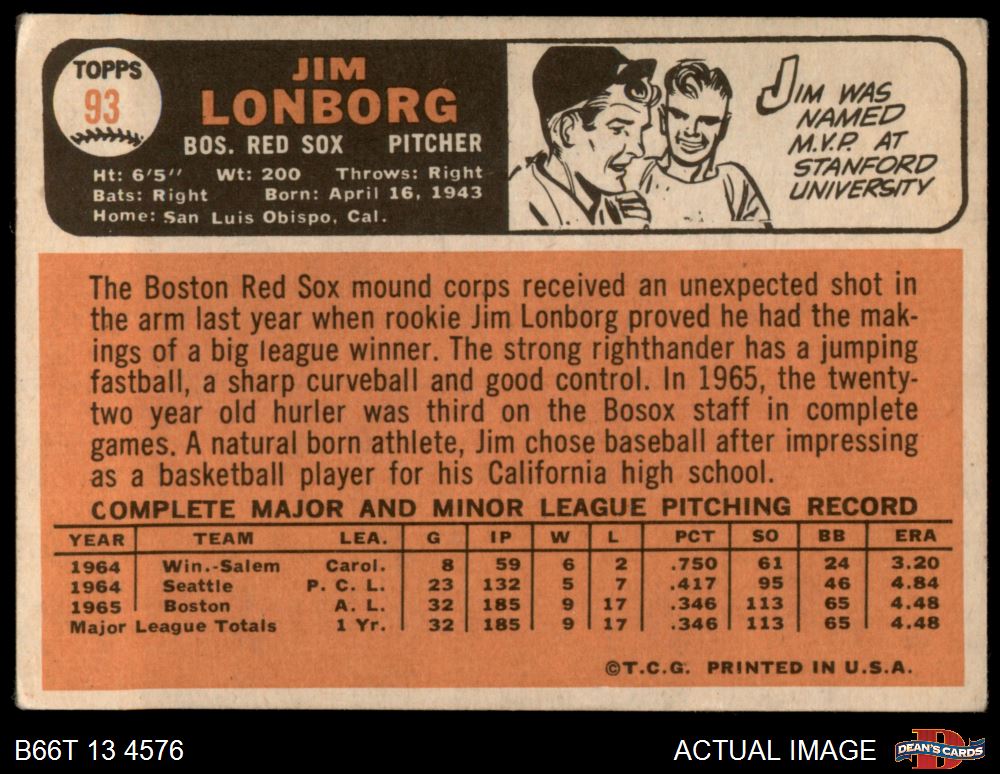 TOPPS
93
JIM
LONBORG
BOS. RED SOX PITCHER
Ht: 6'5" Wt: 200 Throws: Right
Bats: Right Born: April 16, 1943
Home: San Luis Obispo, Cal.
JIM WAS
NAMED
M.V.P. AT
STANFORD
UNIVERSITY
The Boston Red Sox mound corps received an unexpected shot in
the arm last year when rookie Jim Lonborg proved he had the mak-
ings of a big league winner. The strong righthander has a jumping
fastball, a sharp curveball and good control. In 1965, the twenty-
two year old hurler was third on the Bosox staff in complete
games. A natural born athlete, Jim chose baseball after impressing
as a basketball player for his California high school.
COMPLETE MAJOR AND MINOR LEAGUE PITCHING RECORD
YEAR TEAM LEA. G IP W L PCT SO BB ERA
1964 Win.-Salem Carol. 8 59 6 2 .750 61 24 3.20
1964 Seattle P. C. L. 23 132 5 7 .417 95 46 4.84
1965 Boston A. L. 32 185 9 17 .346 113 65 4.48
Major League Totals 1 Yr. 32 185 9 17 .346 113 65 4.48
©T.C.G. PRINTED IN U.S.A.
B66T 13 4576 ACTUAL IMAGE DEAN'S CARDS